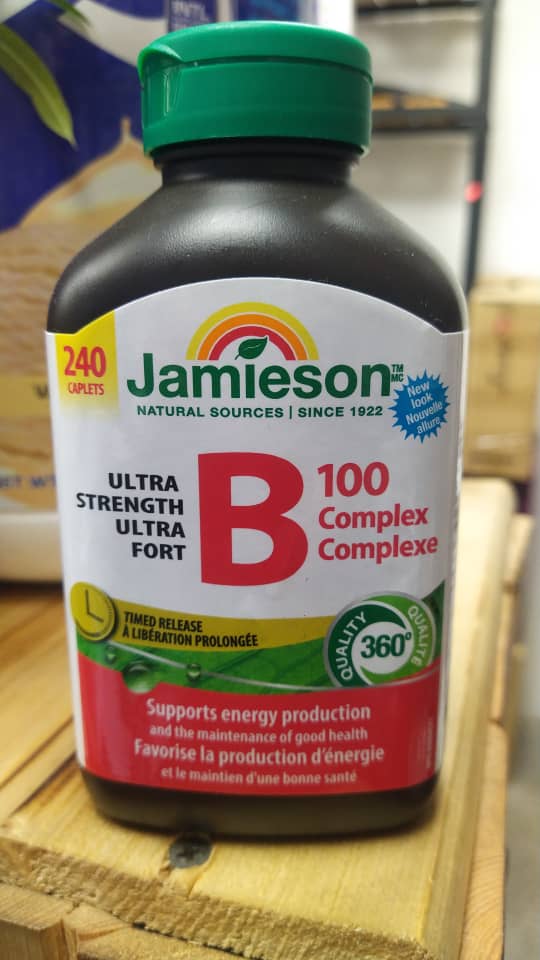 INTL
240
CAPLETS
Jamieson
TM
MC
NATURAL SOURCES | SINCE 1922
New
look
Nouvelle
allure
ULTRA
STRENGTH
ULTRA
FORT
B
100
Complex
Complexe
TIMED RELEASE
À LIBÉRATION PROLONGÉE
QUALITY
360°
QUALITÉ
Supports energy production
and the maintenance of good health
Favorise la production d'énergie
et le maintien d'une bonne santé